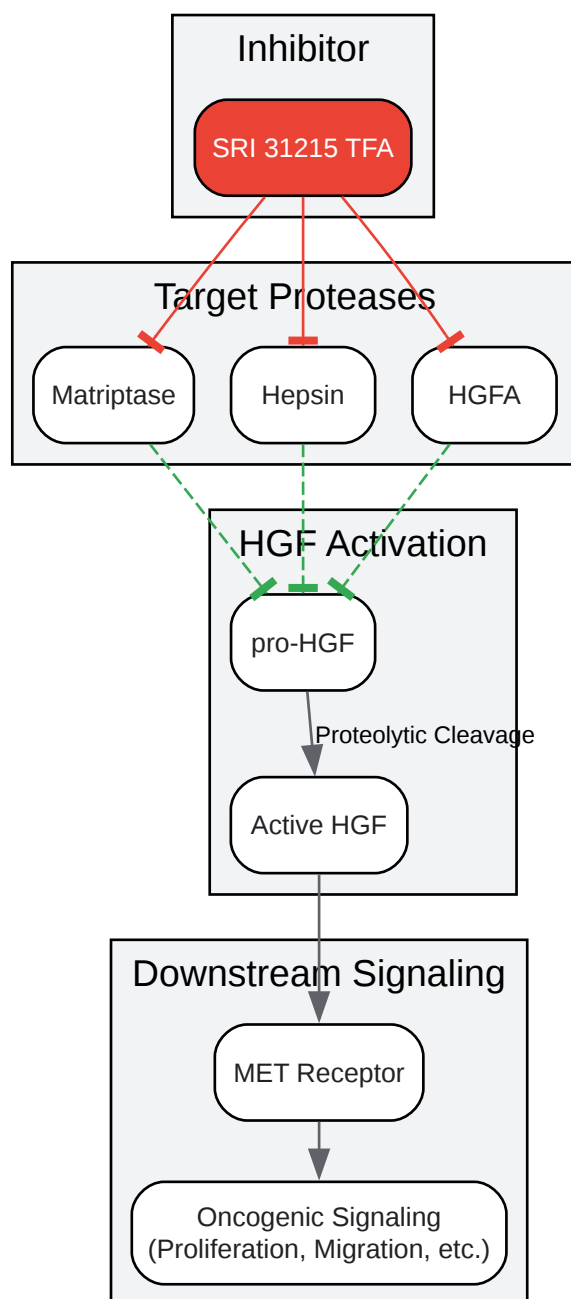 Inhibitor
SRI 31215 TFA
Target Proteases
Matriptase
Hepsin
HGFA
HGF Activation
pro-HGF
Proteolytic Cleavage
Active HGF
Downstream Signaling
MET Receptor
Oncogenic Signaling
(Proliferation, Migration, etc.)